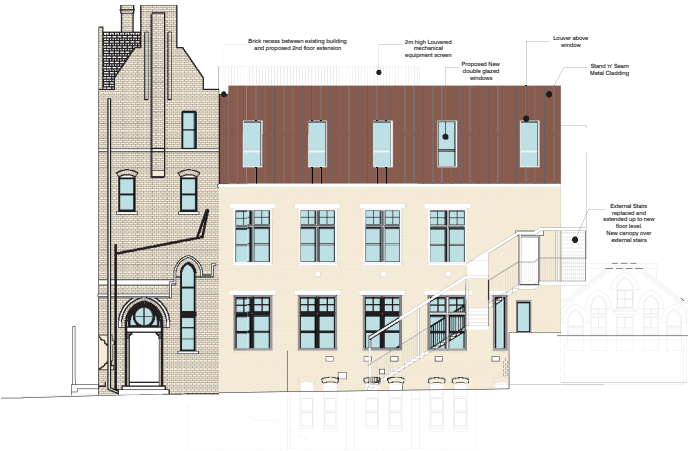 Brick recess between existing building
and proposed 2nd floor extension
2m high Louvered
mechanical
equipment screen
Proposed New
double glazed
windows
Louver above
window
Stand 'n' Seam
Metal Cladding
External Stairs
replaced and
extended up to new
floor level.
New canopy over
external stairs